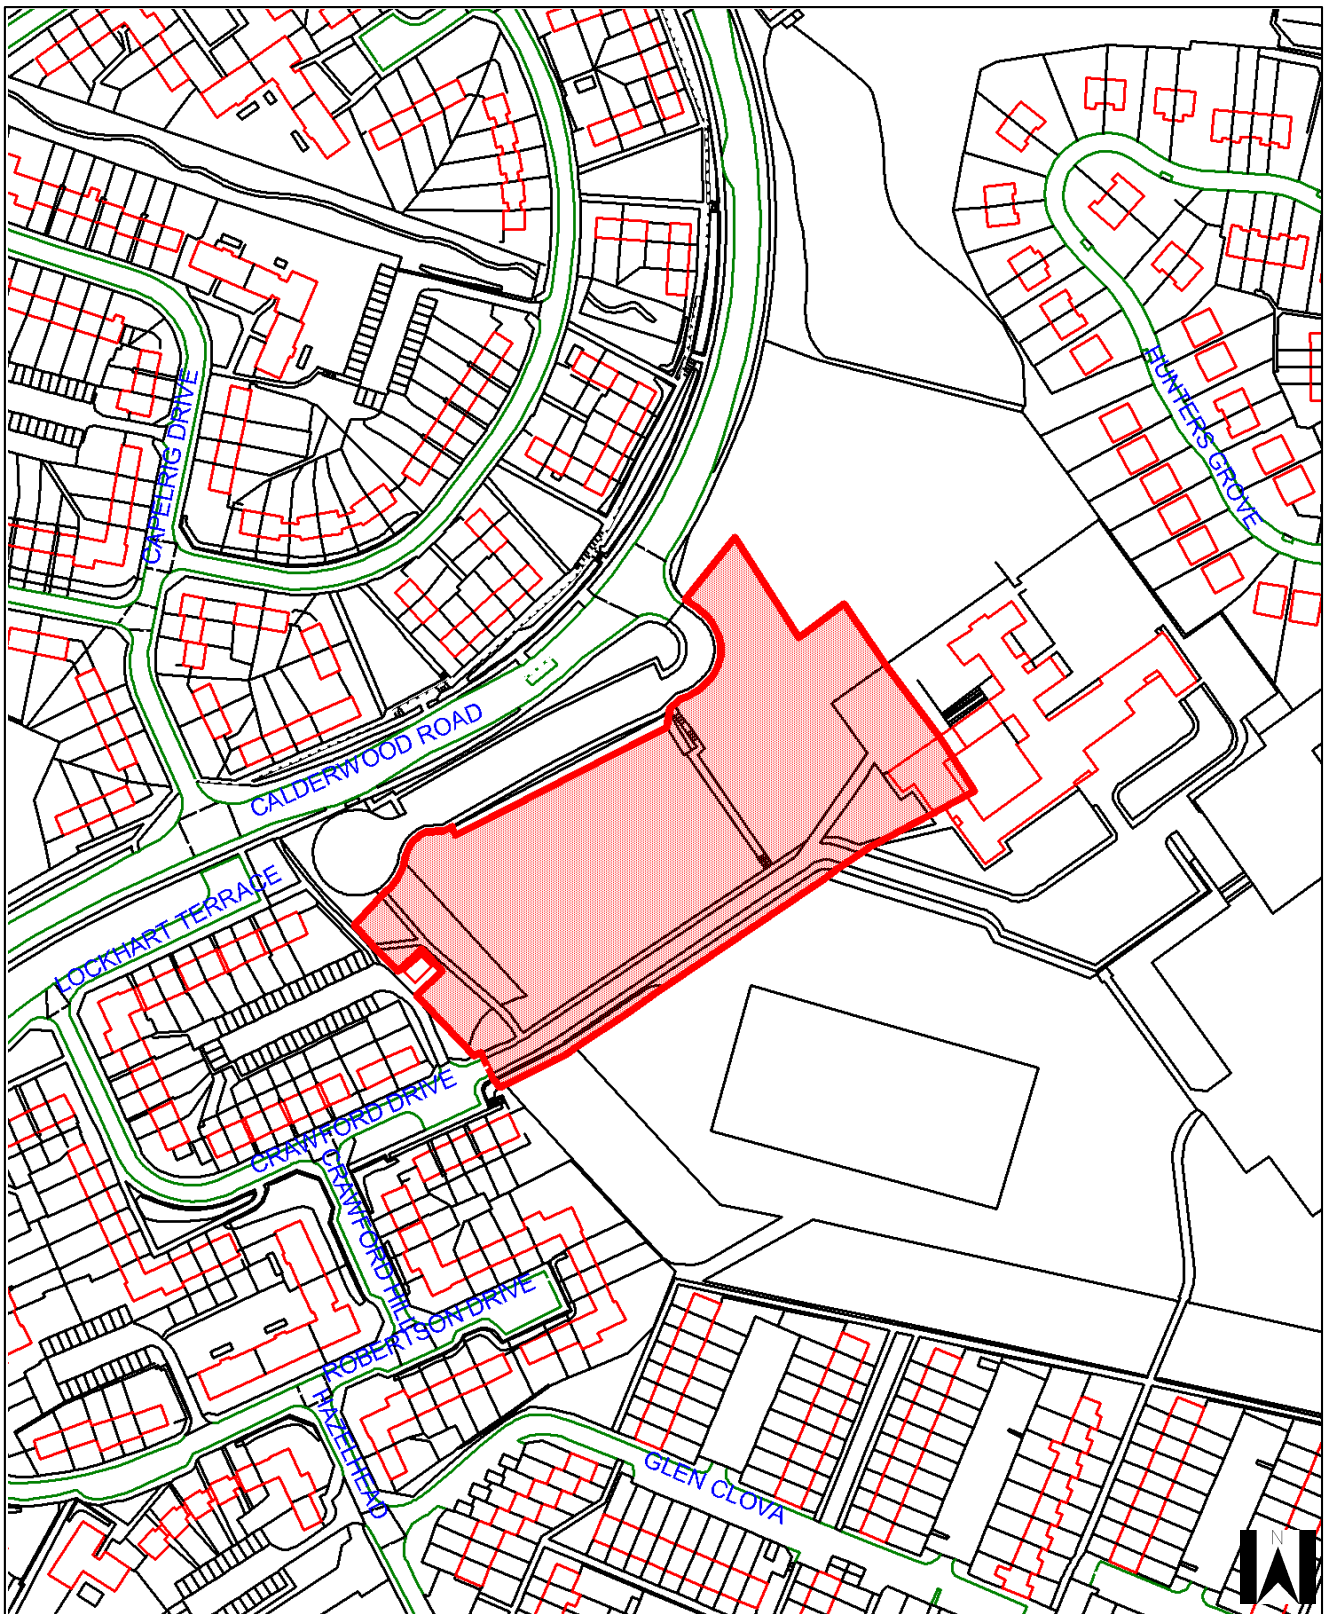 HUNTERS GROVE
CAPELRIG DRIVE
CALDERWOOD ROAD
LOCKHART TERRACE
CRAWFORD DRIVE
CRAWFORD HILL
ROBERTSON DRIVE
HAZELHEAD
GLEN CLOVA
N